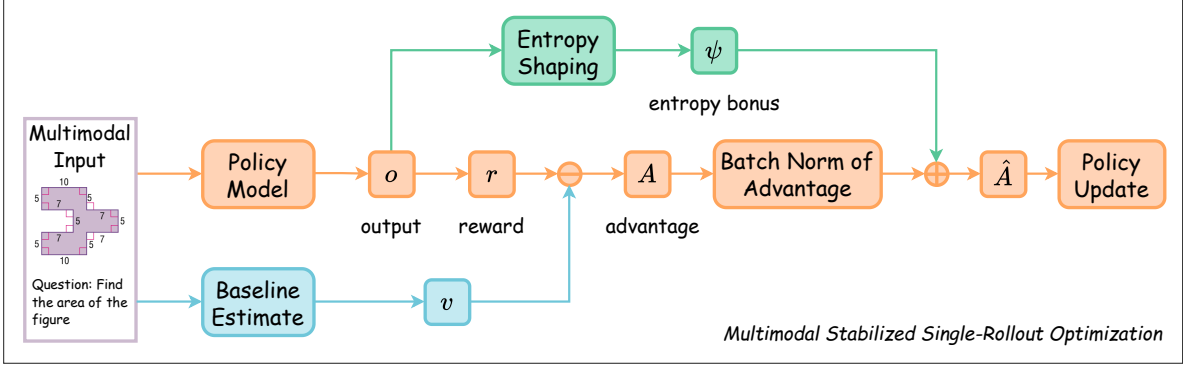 Entropy
Shaping
ψ
entropy bonus
Multimodal
Input
10
5
5
7
7
5
5
7
7
5
5
10
Question: Find
the area of the
figure
Policy
Model
o
output
r
reward
A
advantage
Batch Norm of
Advantage
Â
Policy
Update
Baseline
Estimate
v
Multimodal Stabilized Single-Rollout Optimization